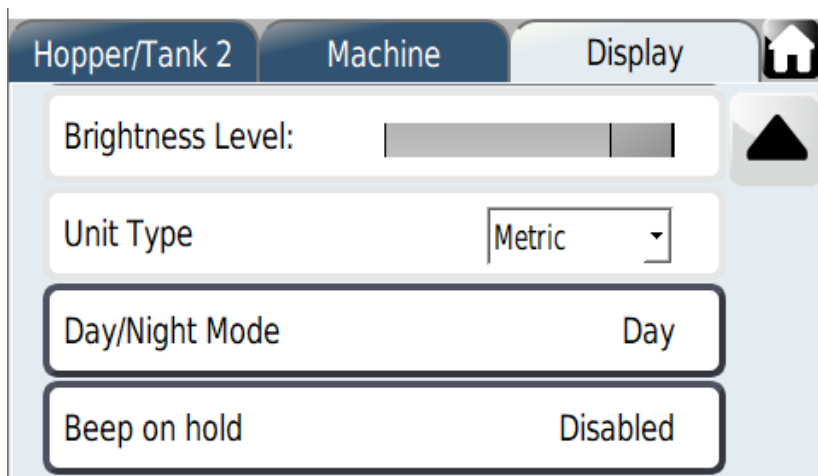 Hopper/Tank 2 Machine Display
Brightness Level:
Unit Type Metric
Day/Night Mode Day
Beep on hold Disabled